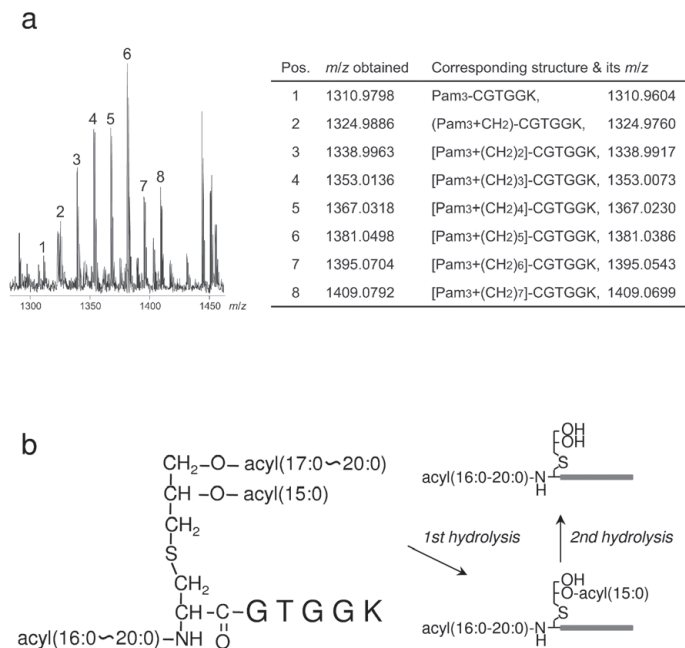 a
6
4
5
3
7
8
2
1
1300 1350 1400 1450 m/z
Pos. m/z obtained Corresponding structure & its m/z
1 1310.9798 Pam3-CGTGGK, 1310.9604
2 1324.9886 (Pam3+CH2)-CGTGGK, 1324.9760
3 1338.9963 [Pam3+(CH2)2]-CGTGGK, 1338.9917
4 1353.0136 [Pam3+(CH2)3]-CGTGGK, 1353.0073
5 1367.0318 [Pam3+(CH2)4]-CGTGGK, 1367.0230
6 1381.0498 [Pam3+(CH2)5]-CGTGGK, 1381.0386
7 1395.0704 [Pam3+(CH2)6]-CGTGGK, 1395.0543
8 1409.0792 [Pam3+(CH2)7]-CGTGGK, 1409.0699
b
CH2-O- acyl(17:0~20:0)
CH -O- acyl(15:0)
CH2
S
CH2
CH-C-G T G G K
acyl(16:0~20:0)-NH O
OH
OH
S
acyl(16:0-20:0)-N
H
1st hydrolysis
2nd hydrolysis
OH
O-acyl(15:0)
S
acyl(16:0-20:0)-N
H